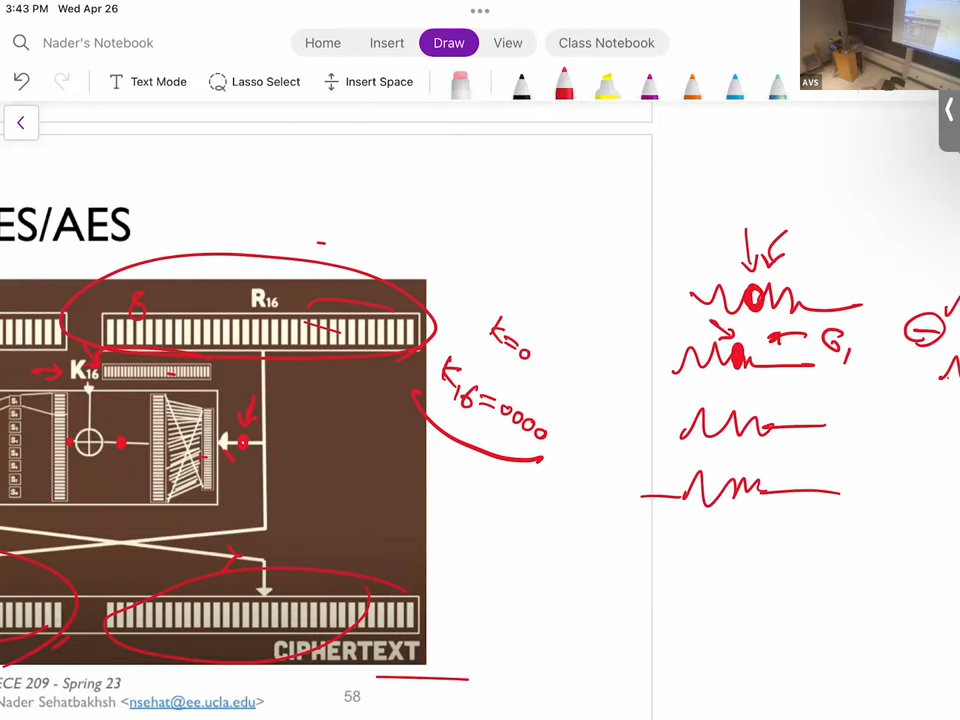 3:43 PM Wed Apr 26
Nader's Notebook
Home
Insert
Draw
View
Class Notebook
Text Mode
Lasso Select
Insert Space
AVS
ES/AES
8
R16
K16
K=0
K16=0000
G1
CIPHERTEXT
ECE 209 - Spring 23
Nader Sehatbakhsh <nsehat@ee.ucla.edu>
58